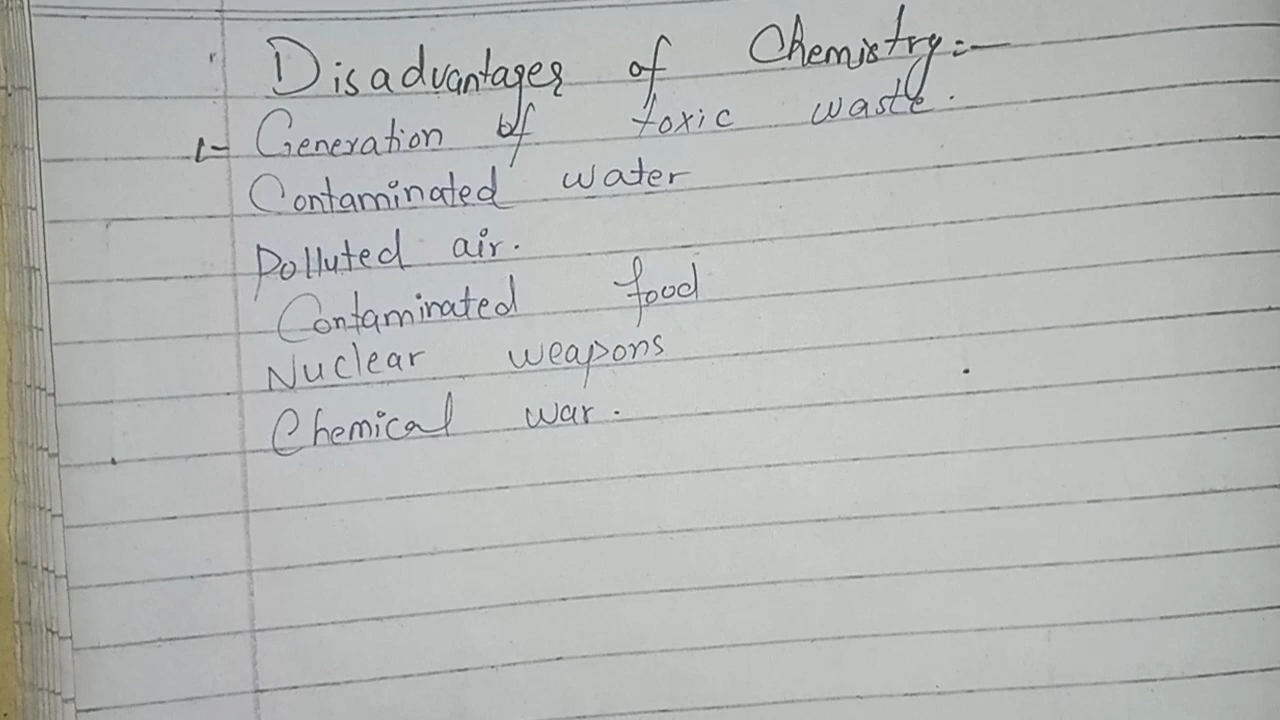 Disadvantages of Chemistry:-
1- Generation of toxic waste.
Contaminated water
Polluted air.
Contaminated food
Nuclear weapons
Chemical war.